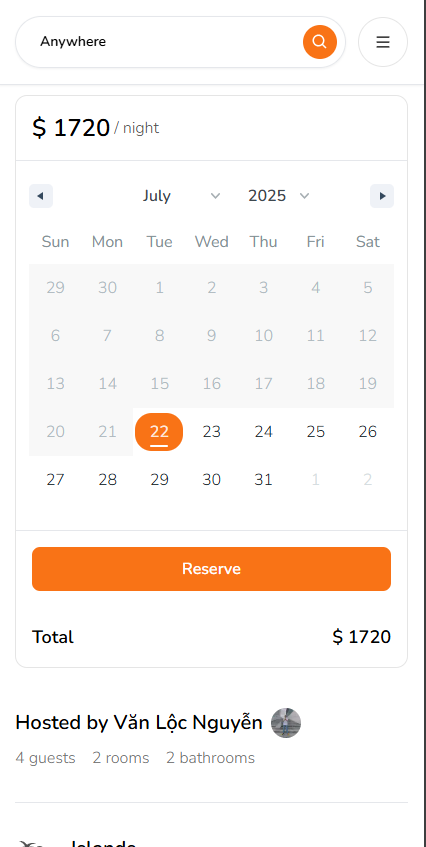 Anywhere
$ 1720 / night
July 2025
Sun Mon Tue Wed Thu Fri Sat
29 30 1 2 3 4 5
6 7 8 9 10 11 12
13 14 15 16 17 18 19
20 21 22 23 24 25 26
27 28 29 30 31 1 2
Reserve
Total $ 1720
Hosted by Văn Lộc Nguyễn
4 guests 2 rooms 2 bathrooms